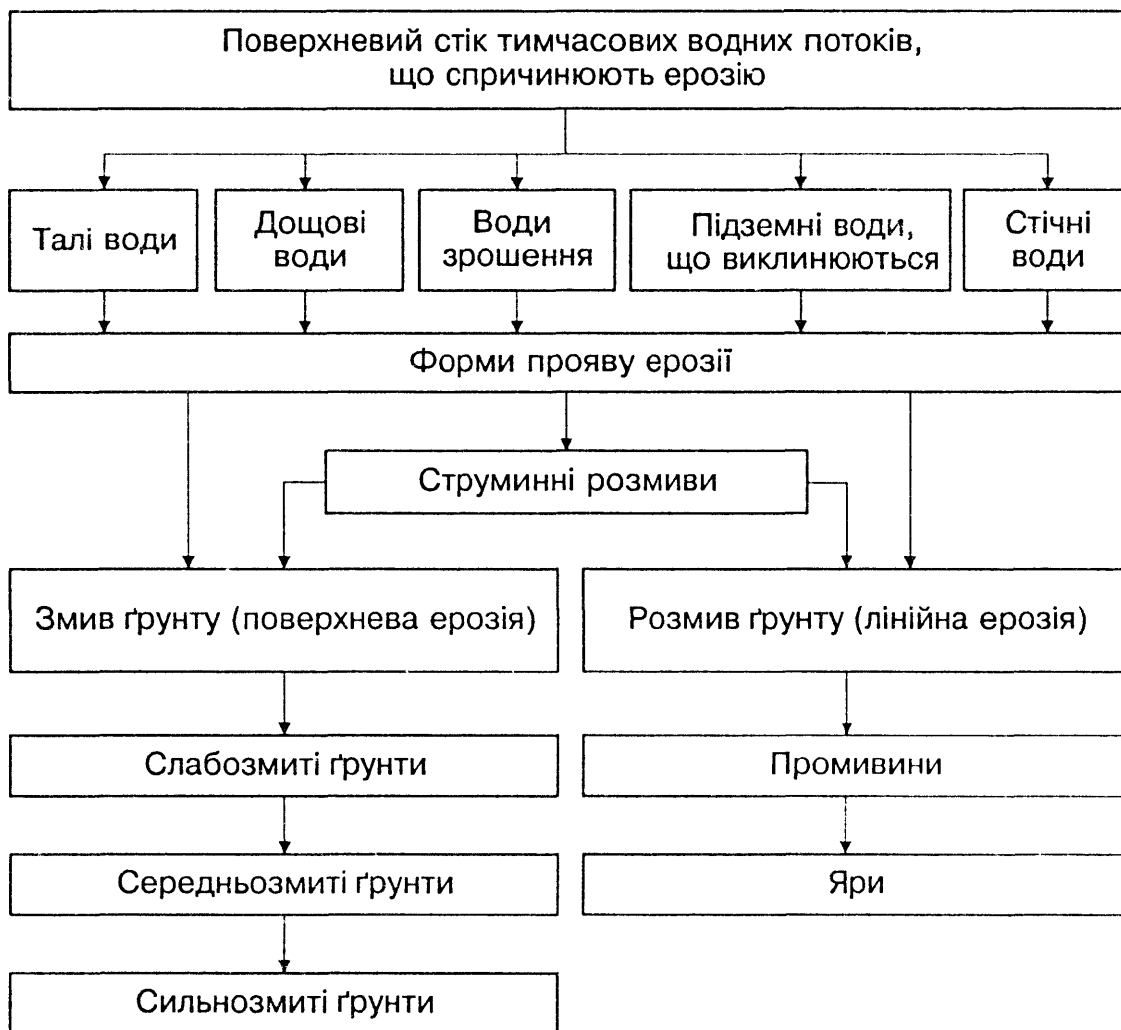 Поверхневий стік тимчасових водних потоків,
що спричинюють ерозію
Талі води
Дощові
води
Води
зрошення
Підземні води,
що виклинюються
Стічні
води
Форми прояву ерозії
Струминні розмиви
Змив ґрунту (поверхнева ерозія)
Розмив ґрунту (лінійна ерозія)
Слабозмиті ґрунти
Промивини
Середньозмиті ґрунти
Яри
Сильнозмиті ґрунти